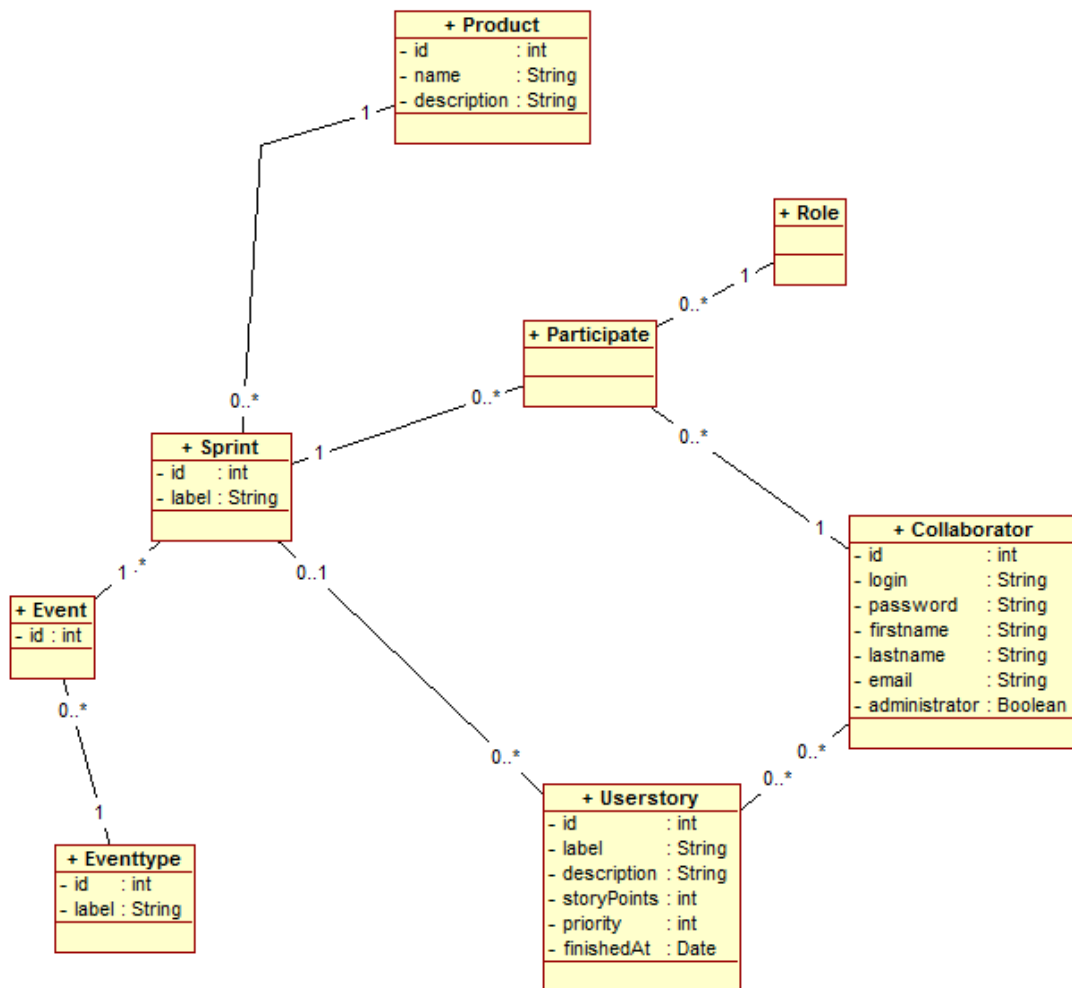 + Product
- id : int
- name : String
- description : String
1
+ Role
1
0..*
+ Participate
0..*
0..*
0..*
+ Sprint
- id : int
- label : String
1
1
+ Collaborator
- id : int
- login : String
- password : String
- firstname : String
- lastname : String
- email : String
- administrator : Boolean
1 .*
0..1
+ Event
- id : int
0..*
0..*
0..*
0..*
+ Userstory
- id : int
- label : String
- description : String
- storyPoints : int
- priority : int
- finishedAt : Date
1
+ Eventtype
- id : int
- label : String